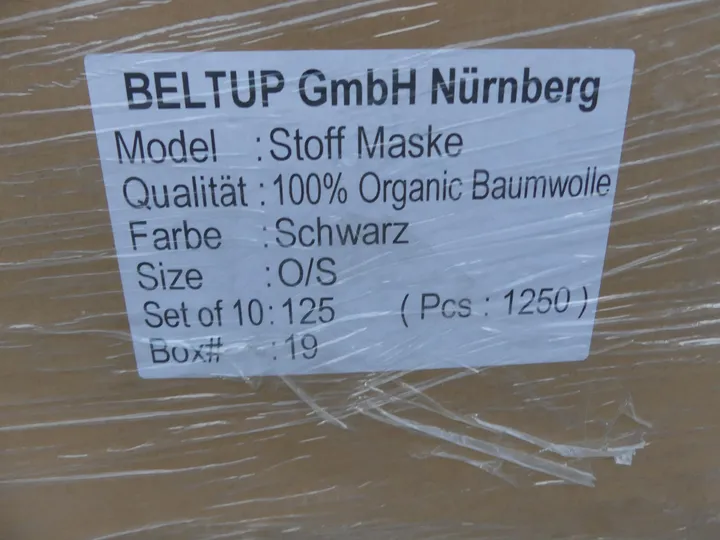 BELTUP GmbH Nürnberg
Model : Stoff Maske
Qualität : 100% Organic Baumwolle
Farbe : Schwarz
Size : O/S
Set of 10 : 125 ( Pcs : 1250 )
Box# : 19